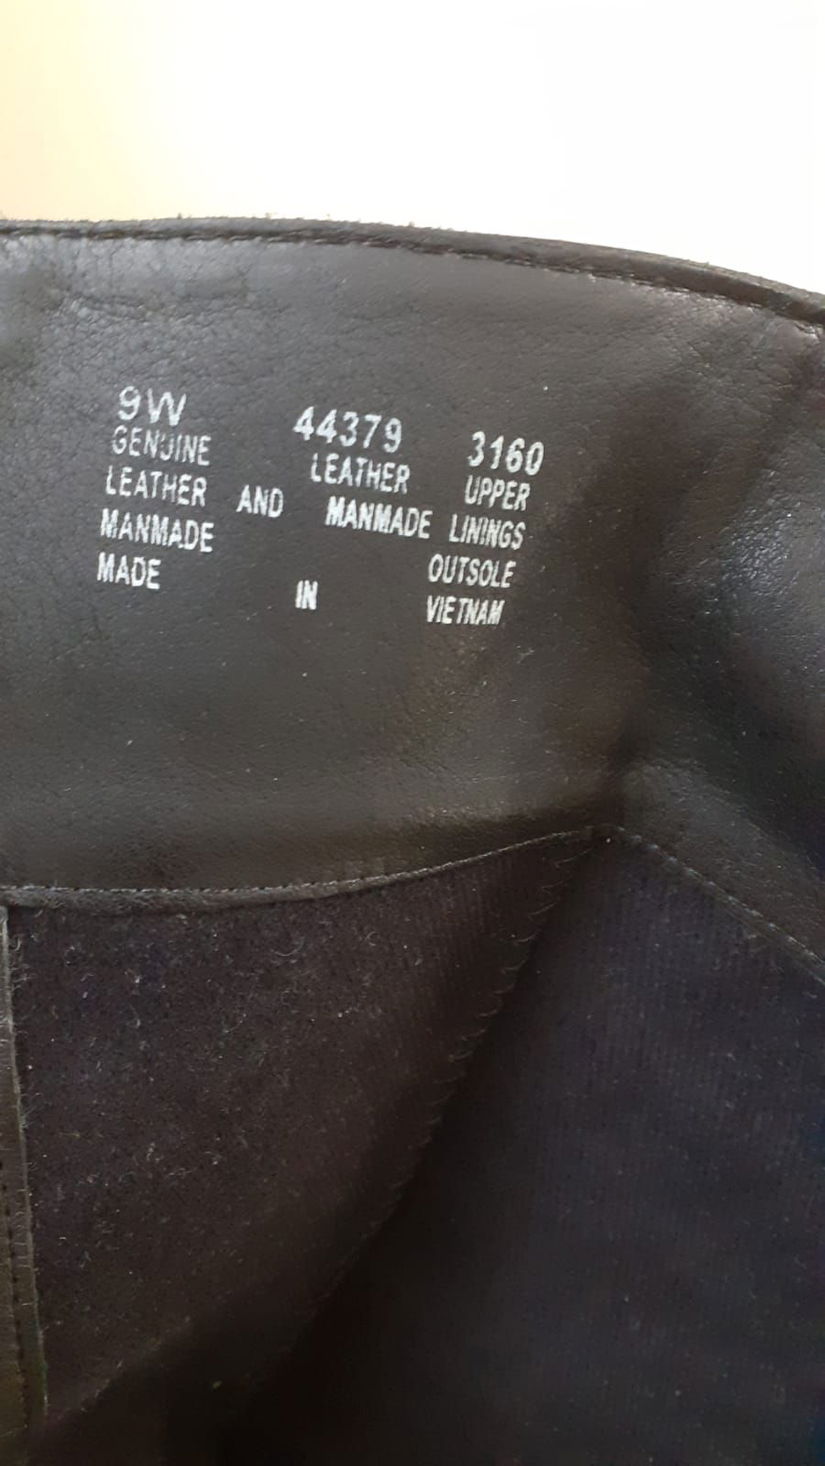 9W 44379 3160
GENUINE LEATHER UPPER
LEATHER AND MANMADE LININGS
MANMADE OUTSOLE
MADE IN VIETNAM